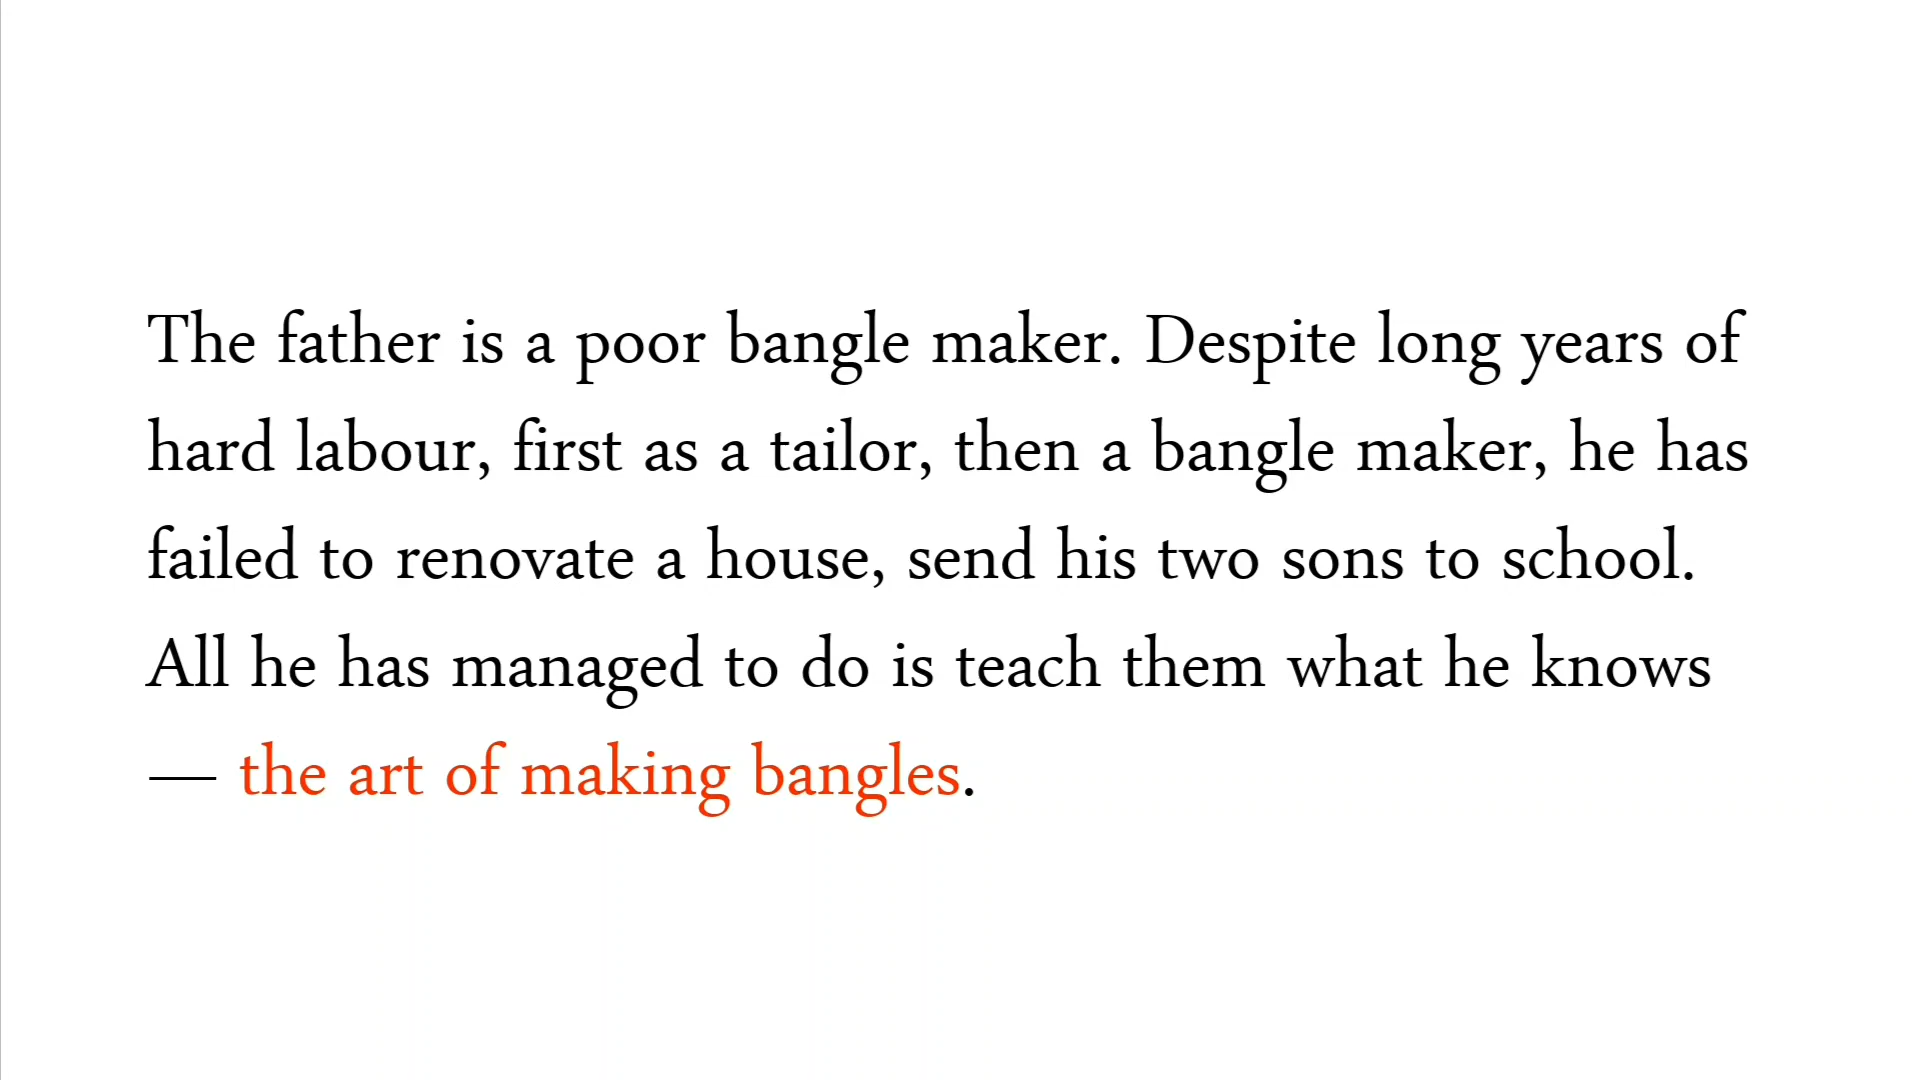 The father is a poor bangle maker. Despite long years of
hard labour, first as a tailor, then a bangle maker, he has
failed to renovate a house, send his two sons to school.
All he has managed to do is teach them what he knows
— the art of making bangles.